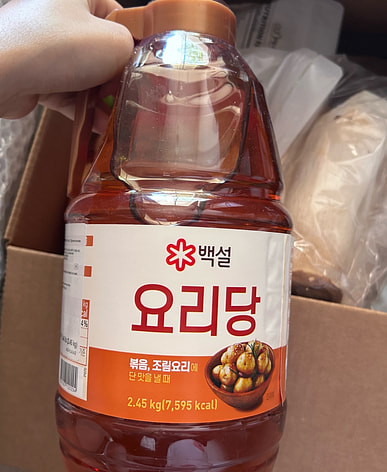 백설
요리당
볶음, 조림요리에
단맛을 낼 때
2.45 kg(7,595 kcal)